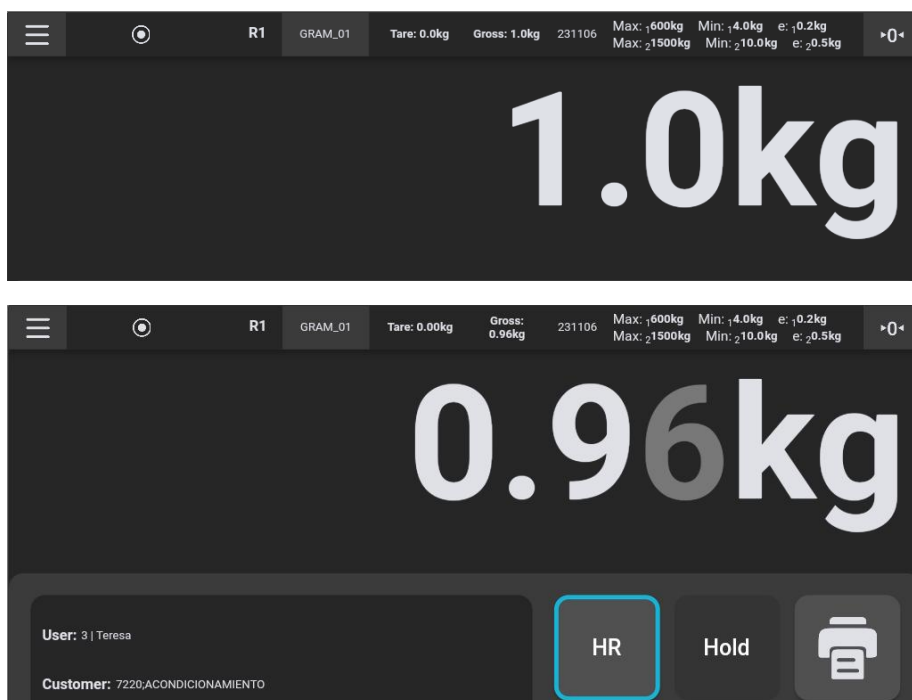 R1 GRAM_01 Tare: 0.0kg Gross: 1.0kg 231106 Max: ₁600kg Min: ₁4.0kg e: ₁0.2kg ▸0◂
Max: ₂1500kg Min: ₂10.0kg e: ₂0.5kg
1.0kg
R1 GRAM_01 Tare: 0.00kg Gross: 0.96kg 231106 Max: ₁600kg Min: ₁4.0kg e: ₁0.2kg ▸0◂
Max: ₂1500kg Min: ₂10.0kg e: ₂0.5kg
0.96kg
User: 3 | Teresa
HR Hold
Customer: 7220;ACONDICIONAMIENTO